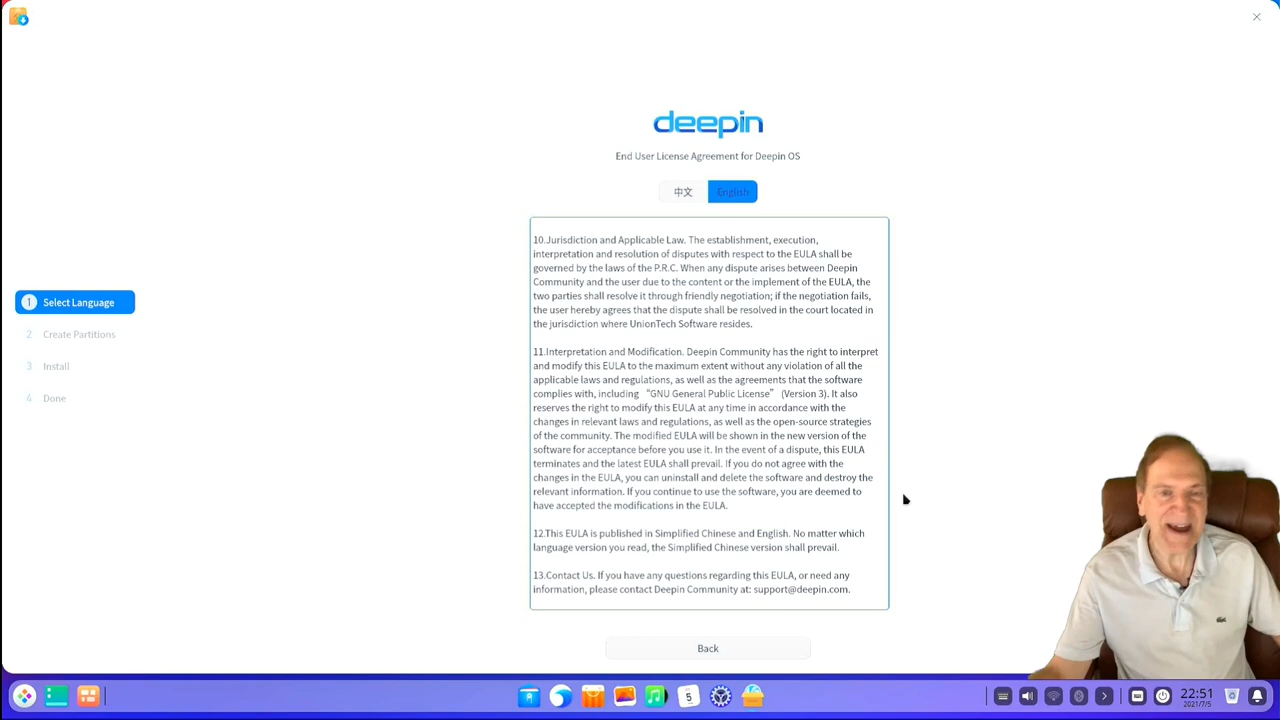 deepin
End User License Agreement for Deepin OS
中文
English
10.Jurisdiction and Applicable Law. The establishment, execution,
interpretation and resolution of disputes with respect to the EULA shall be
governed by the laws of the P.R.C. When any dispute arises between Deepin
Community and the user due to the content or the implement of the EULA, the
two parties shall resolve it through friendly negotiation; if the negotiation fails,
the user hereby agrees that the dispute shall be resolved in the court located in
the jurisdiction where UnionTech Software resides.
11.Interpretation and Modification. Deepin Community has the right to interpret
and modify this EULA to the maximum extent without any violation of all the
applicable laws and regulations, as well as the agreements that the software
complies with, including “GNU General Public License” (Version 3). It also
reserves the right to modify this EULA at any time in accordance with the
changes in relevant laws and regulations, as well as the open-source strategies
of the community. The modified EULA will be shown in the new version of the
software for acceptance before you use it. In the event of a dispute, this EULA
terminates and the latest EULA shall prevail. If you do not agree with the
changes in the EULA, you can uninstall and delete the software and destroy the
relevant information. If you continue to use the software, you are deemed to
have accepted the modifications in the EULA.
12.This EULA is published in Simplified Chinese and English. No matter which
language version you read, the Simplified Chinese version shall prevail.
13.Contact Us. If you have any questions regarding this EULA, or need any
information, please contact Deepin Community at: support@deepin.com.
1 Select Language
2 Create Partitions
3 Install
4 Done
Back
5
22:51
2021/7/5